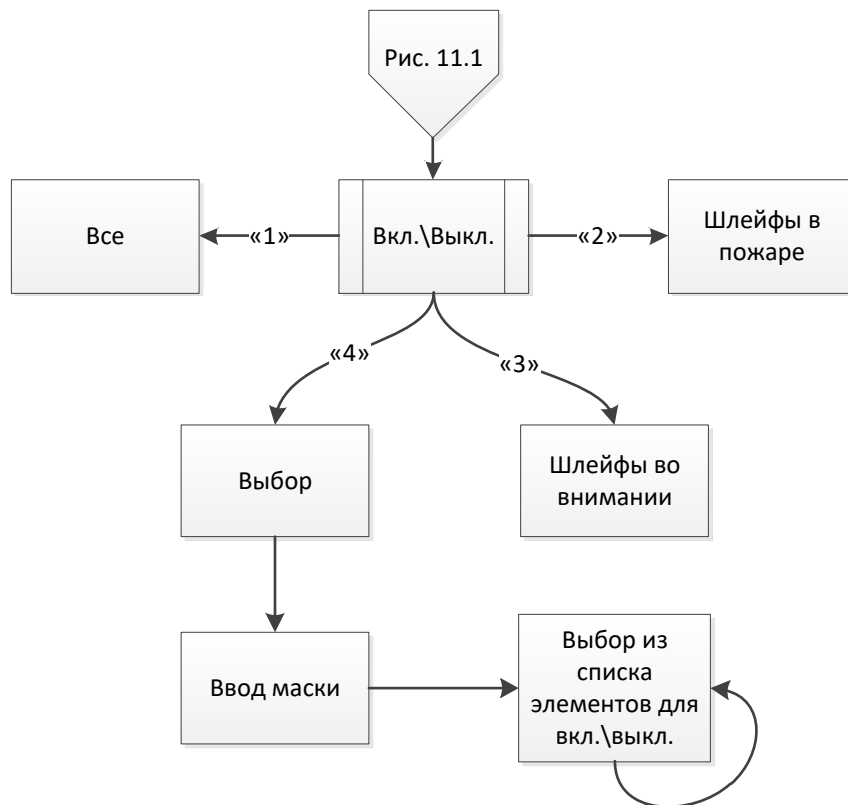 Рис. 11.1
Все
«1»
Вкл.\Выкл.
«2»
Шлейфы в
пожаре
«4»
«3»
Выбор
Шлейфы во
внимании
Ввод маски
Выбор из
списка
элементов для
вкл.\выкл.